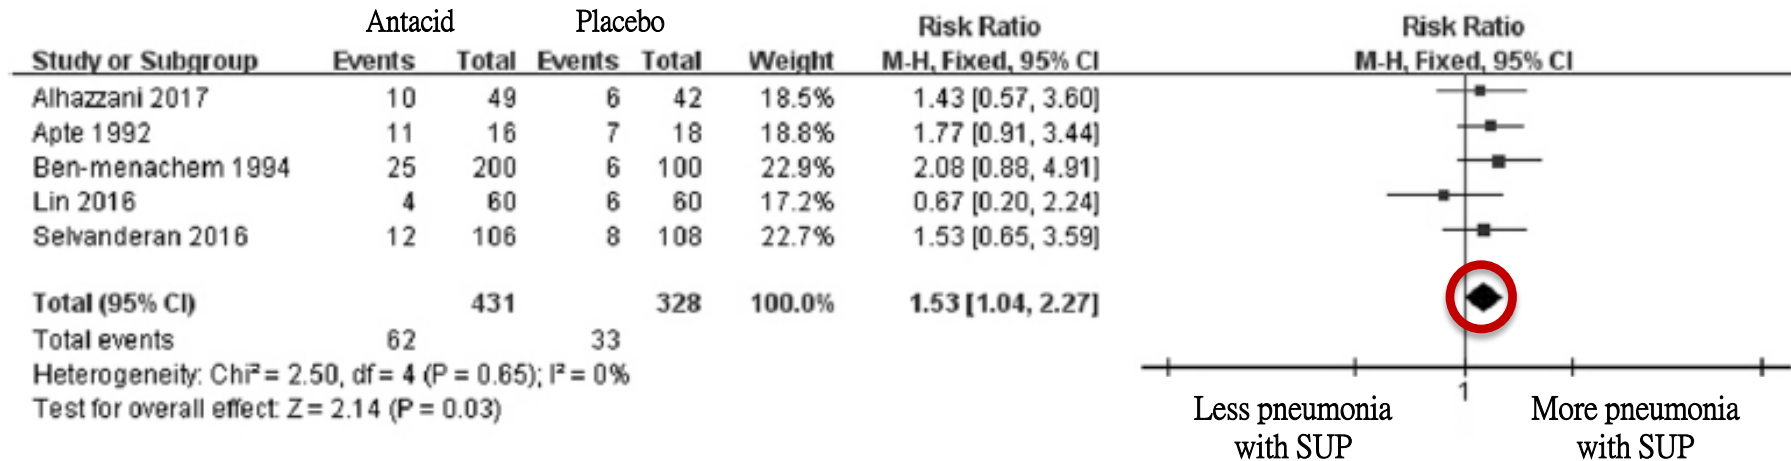 Antacid Placebo Risk Ratio Risk Ratio
Study or Subgroup Events Total Events Total Weight M-H, Fixed, 95% CI M-H, Fixed, 95% CI
Alhazzani 2017 10 49 6 42 18.5% 1.43 [0.57, 3.60]
Apte 1992 11 16 7 18 18.8% 1.77 [0.91, 3.44]
Ben-menachem 1994 25 200 6 100 22.9% 2.08 [0.88, 4.91]
Lin 2016 4 60 6 60 17.2% 0.67 [0.20, 2.24]
Selvanderan 2016 12 106 8 108 22.7% 1.53 [0.65, 3.59]
Total (95% CI) 431 328 100.0% 1.53 [1.04, 2.27]
Total events 62 33
Heterogeneity: Chi² = 2.50, df = 4 (P = 0.65); I² = 0%
Test for overall effect: Z = 2.14 (P = 0.03)
1
Less pneumonia More pneumonia
with SUP with SUP